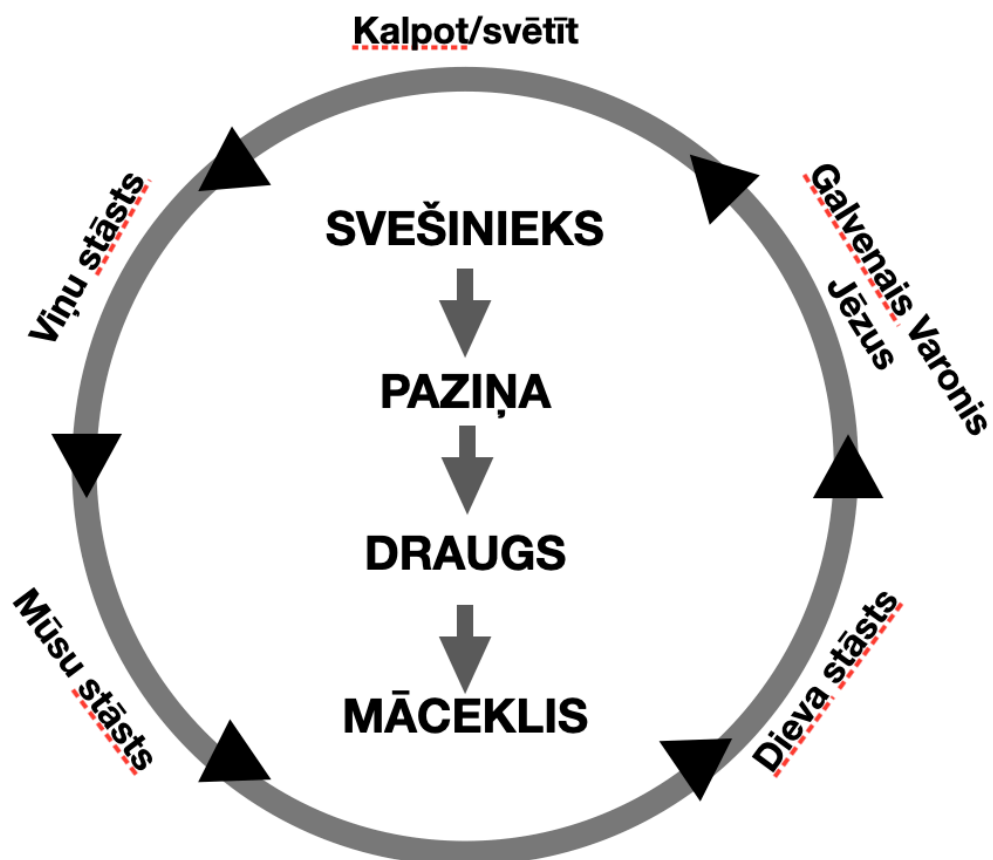 Kalpot/svētīt
Viņu stāsts
Galvenais Varonis
Jēzus
SVEŠINIEKS
PAZIŅA
DRAUGS
MĀCEKLIS
Mūsu stāsts
Dieva stāsts